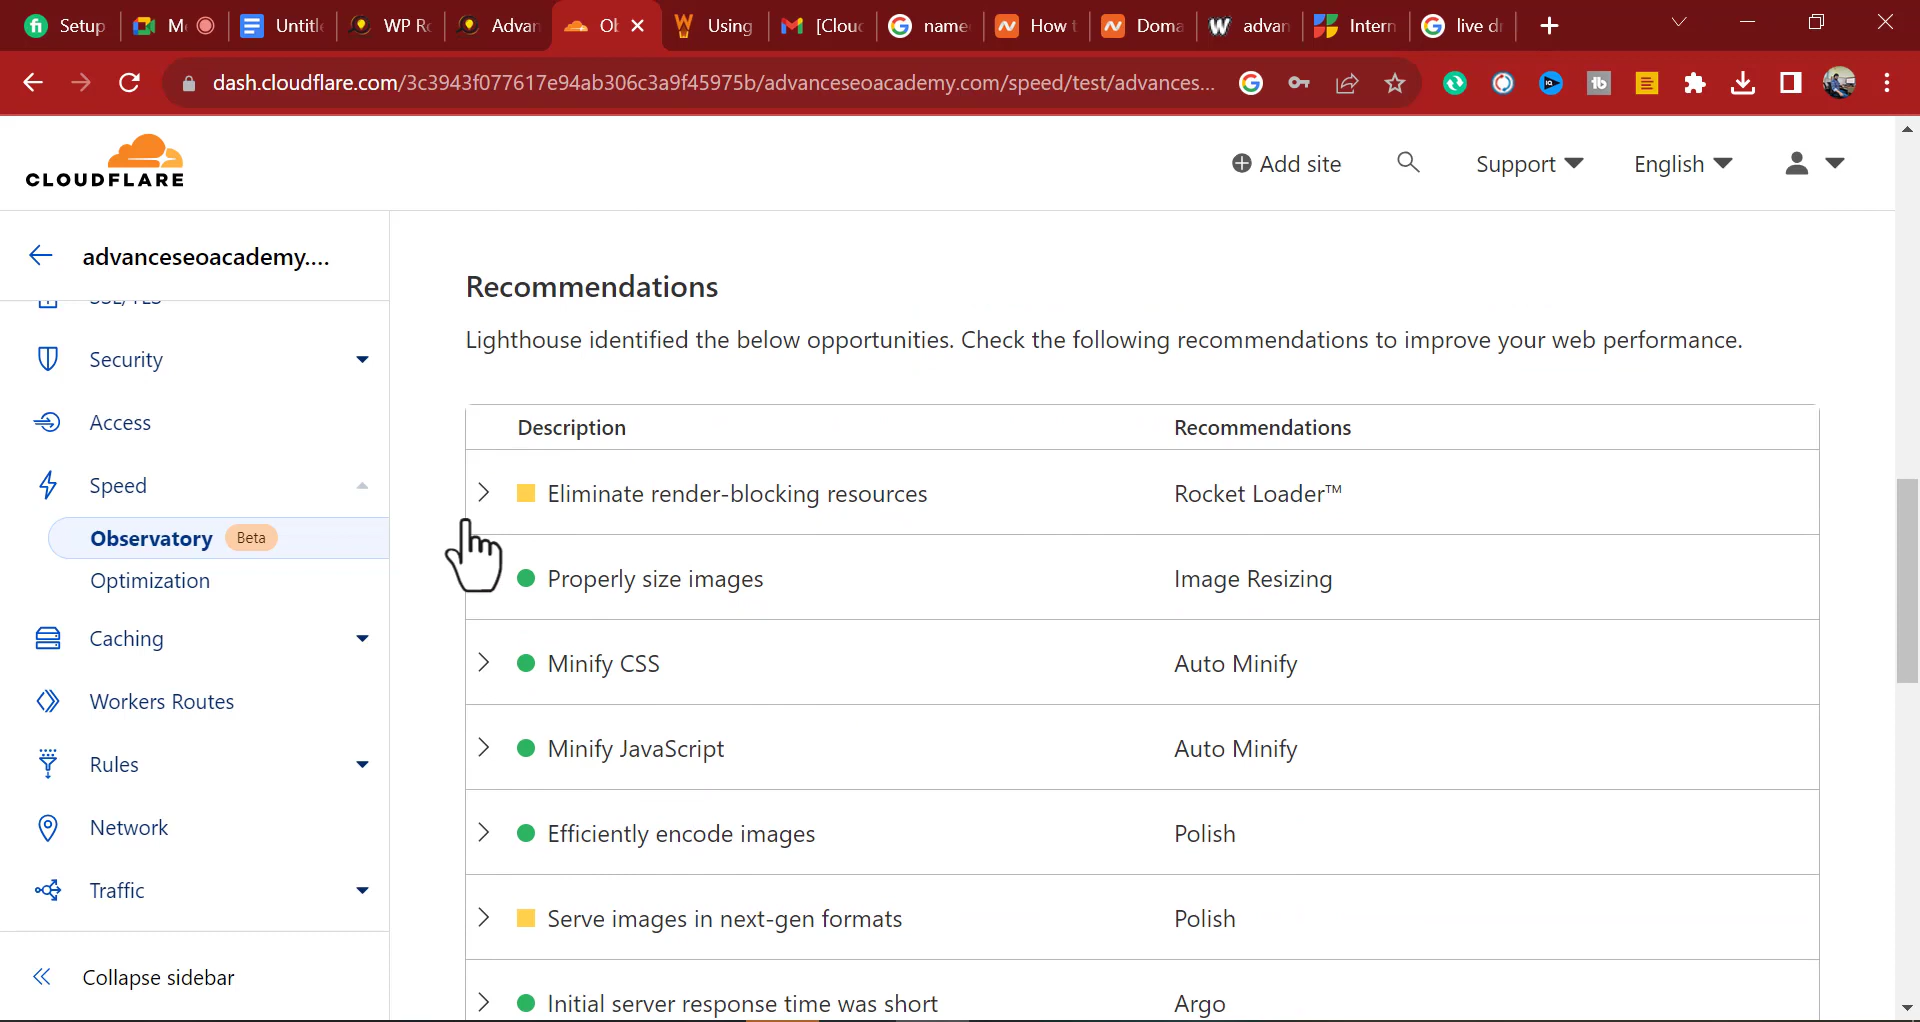 Setup
M
Untitl
WP Ro
Advan
Ob
Using
[Clou
name
How t
Doma
advan
Intern
live d
dash.cloudflare.com/3c3943f077617e94ab306c3a9f45975b/advanceseoacademy.com/speed/test/advances...
CLOUDFLARE
Add site
Support
English
advanceseoacademy....
Security
Access
Speed
Observatory Beta
Optimization
Caching
Workers Routes
Rules
Network
Traffic
Collapse sidebar
Recommendations
Lighthouse identified the below opportunities. Check the following recommendations to improve your web performance.
Description Recommendations
Eliminate render-blocking resources Rocket Loader™
Properly size images Image Resizing
Minify CSS Auto Minify
Minify JavaScript Auto Minify
Efficiently encode images Polish
Serve images in next-gen formats Polish
Initial server response time was short Argo